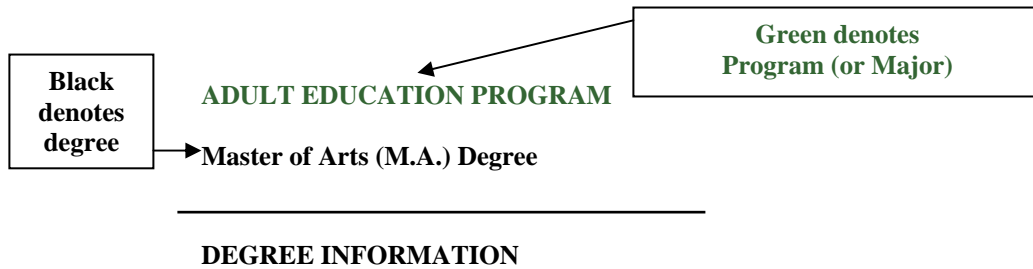 Green denotes
Program (or Major)
Black
denotes
degree
ADULT EDUCATION PROGRAM
Master of Arts (M.A.) Degree
DEGREE INFORMATION